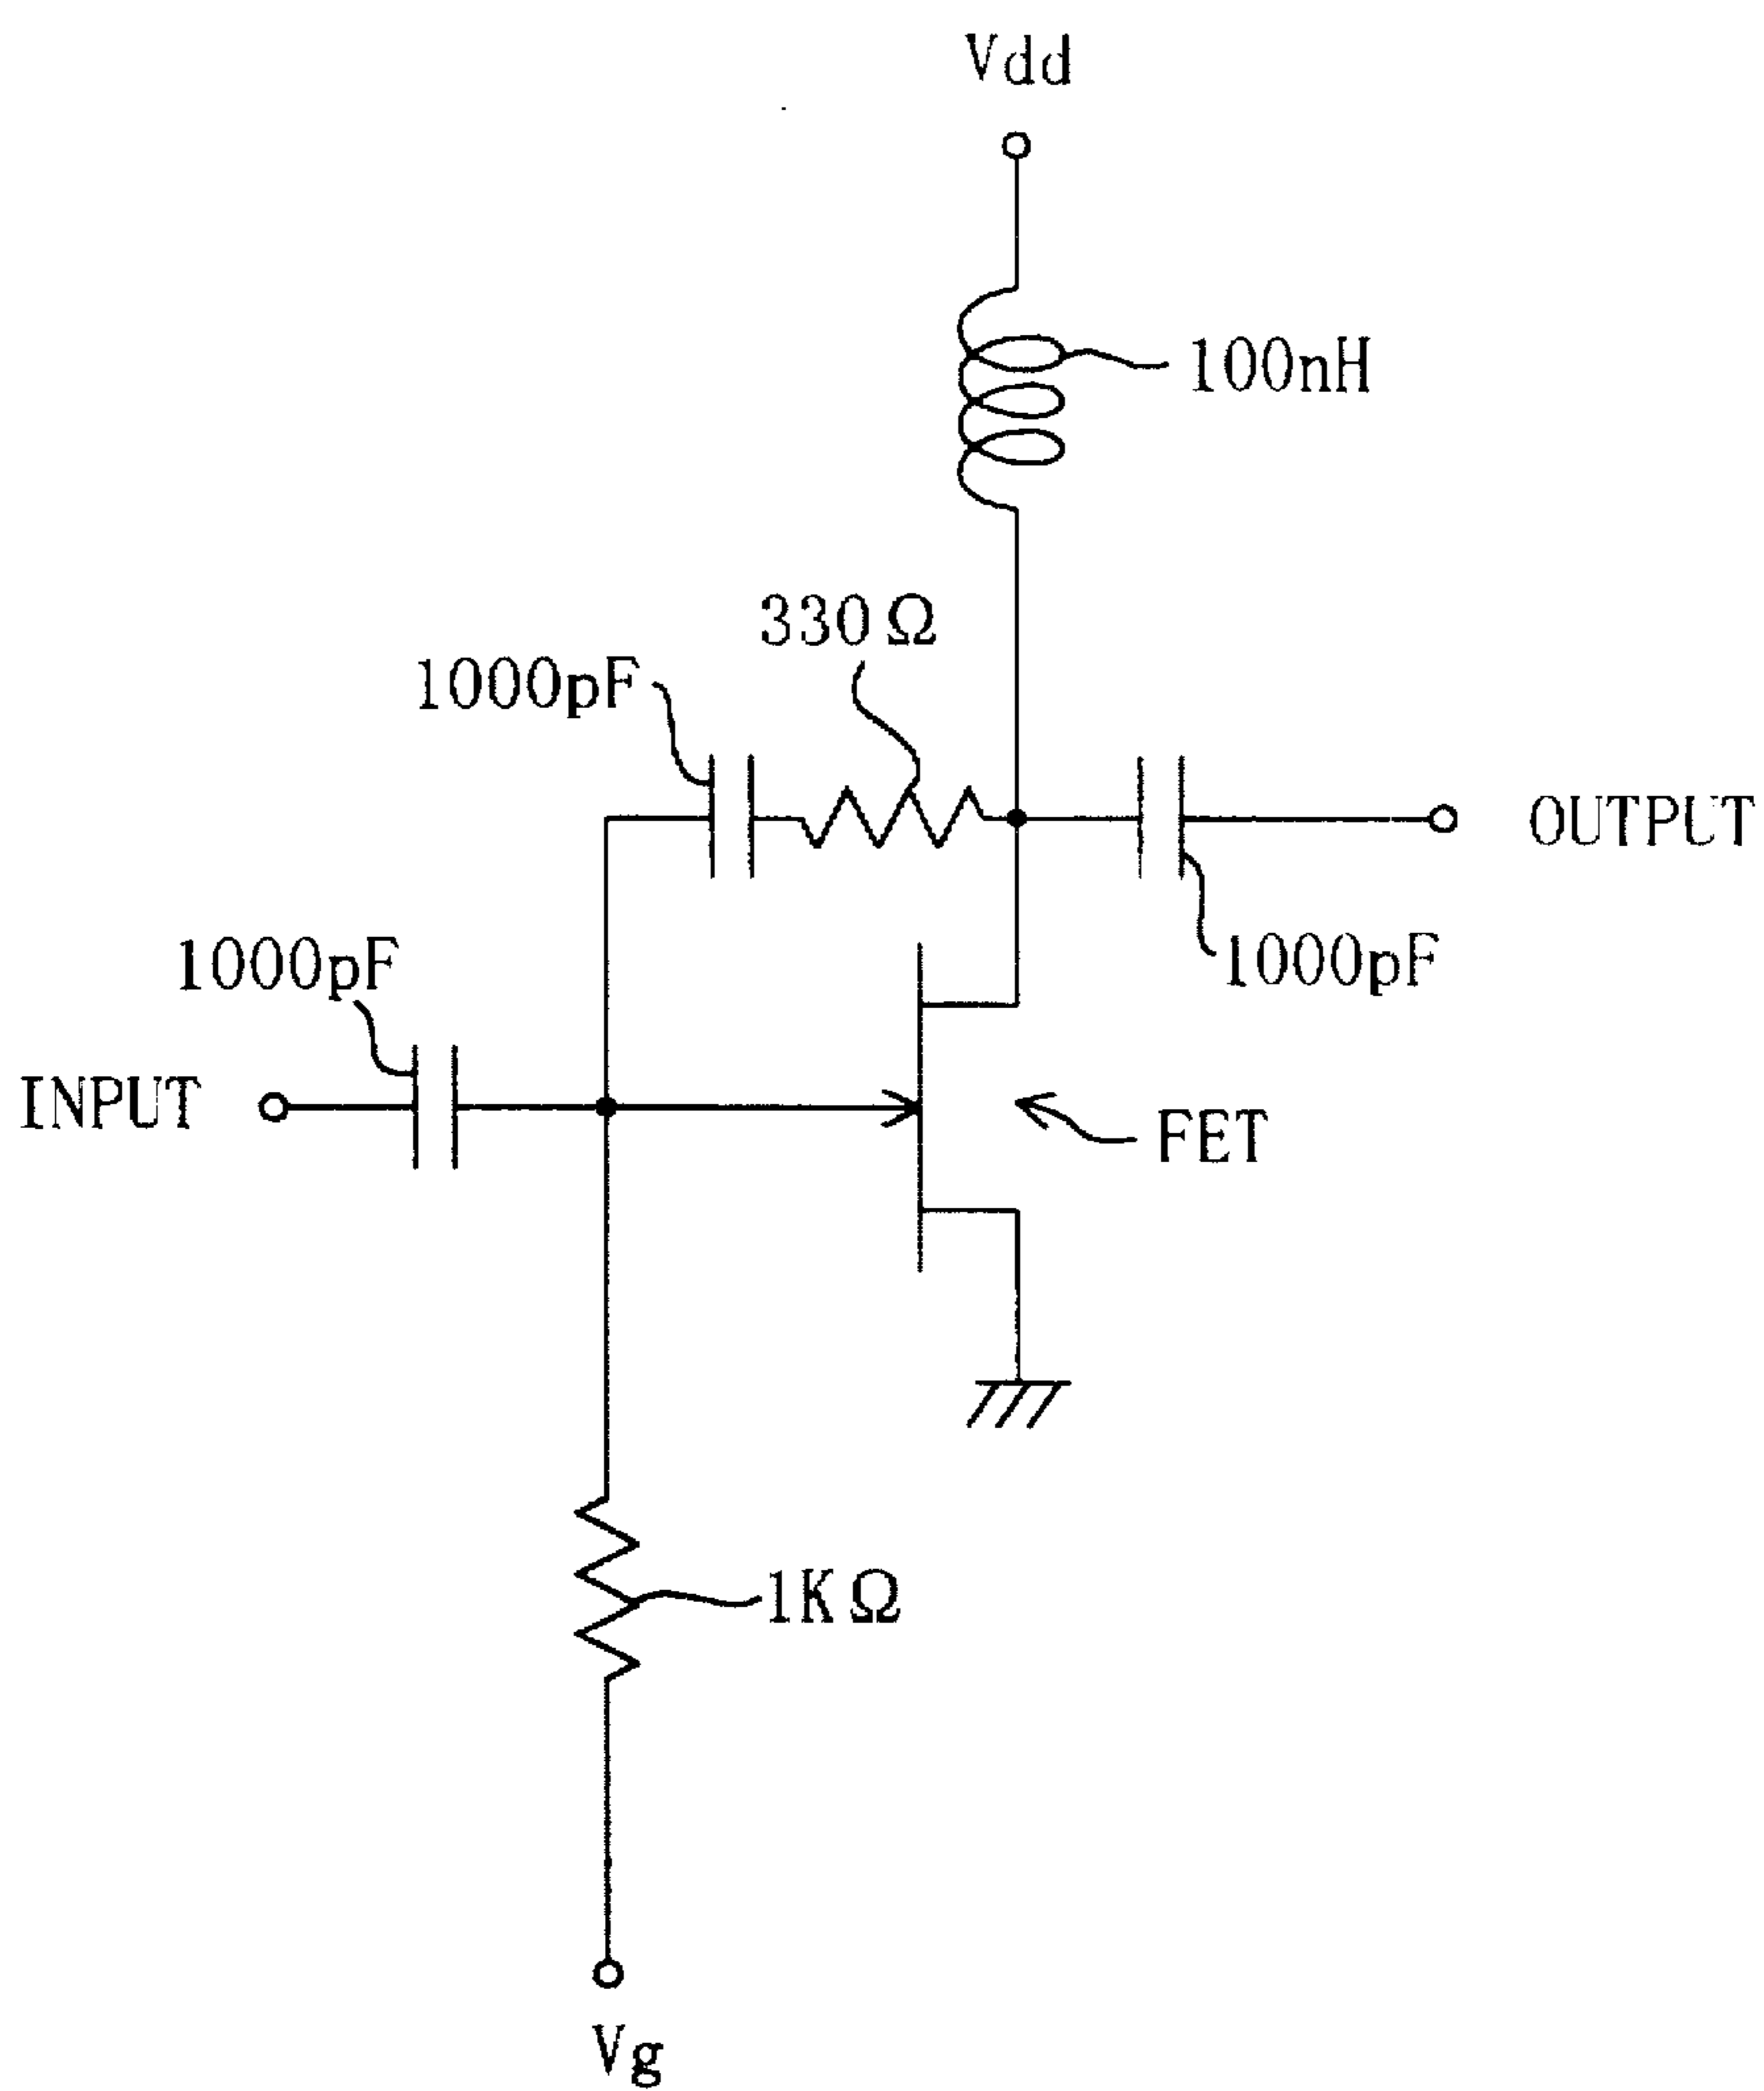 Vdd
100nH
330Ω
1000pF
OUTPUT
1000pF
1000pF
INPUT
FET
1KΩ
Vg